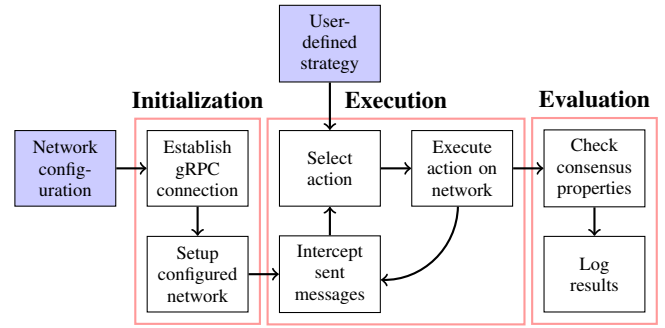 User-
defined
strategy
Initialization
Execution
Evaluation
Network
config-
uration
Establish
gRPC
connection
Select
action
Execute
action on
network
Check
consensus
properties
Setup
configured
network
Intercept
sent
messages
Log
results